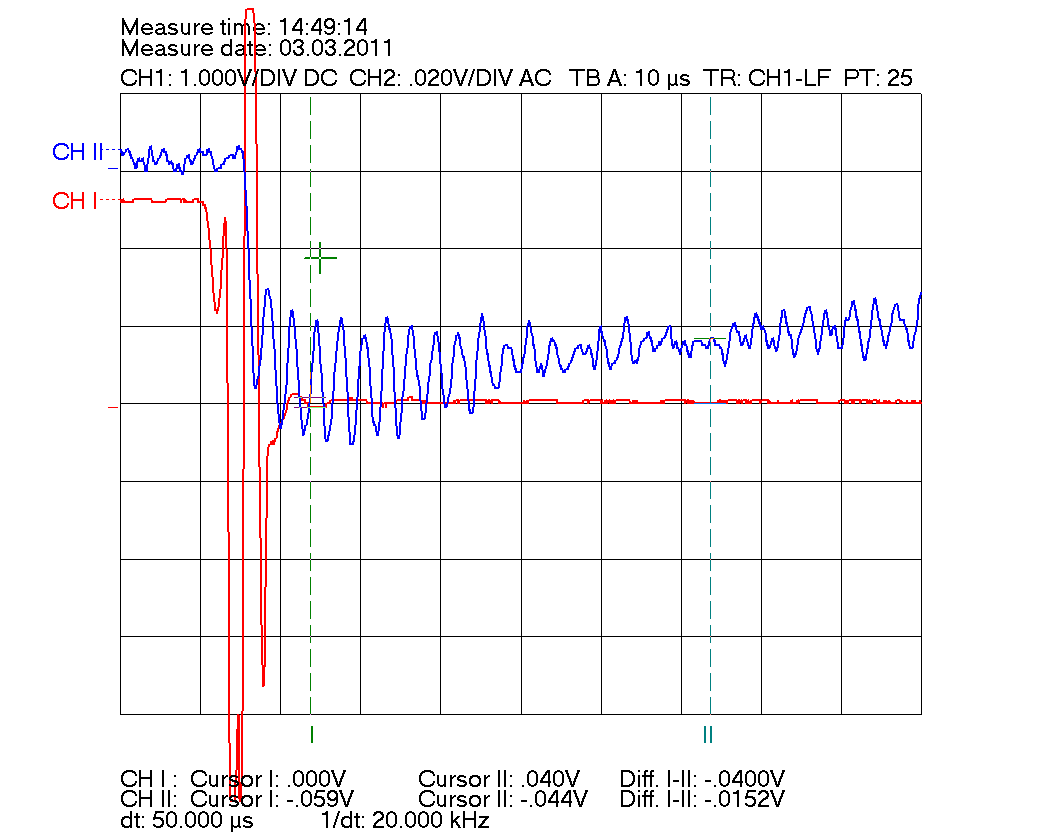 Measure time: 14:49:14
Measure date: 03.03.2011
CH1: 1.000V/DIV DC CH2: .020V/DIV AC TB A: 10 µs TR: CH1-LF PT: 25
CH II
CH I
I
II
CH I : Cursor I: .000V Cursor II: .040V Diff. I-II: -.0400V
CH II: Cursor I: -.059V Cursor II: -.044V Diff. I-II: -.0152V
dt: 50.000 µs 1/dt: 20.000 kHz